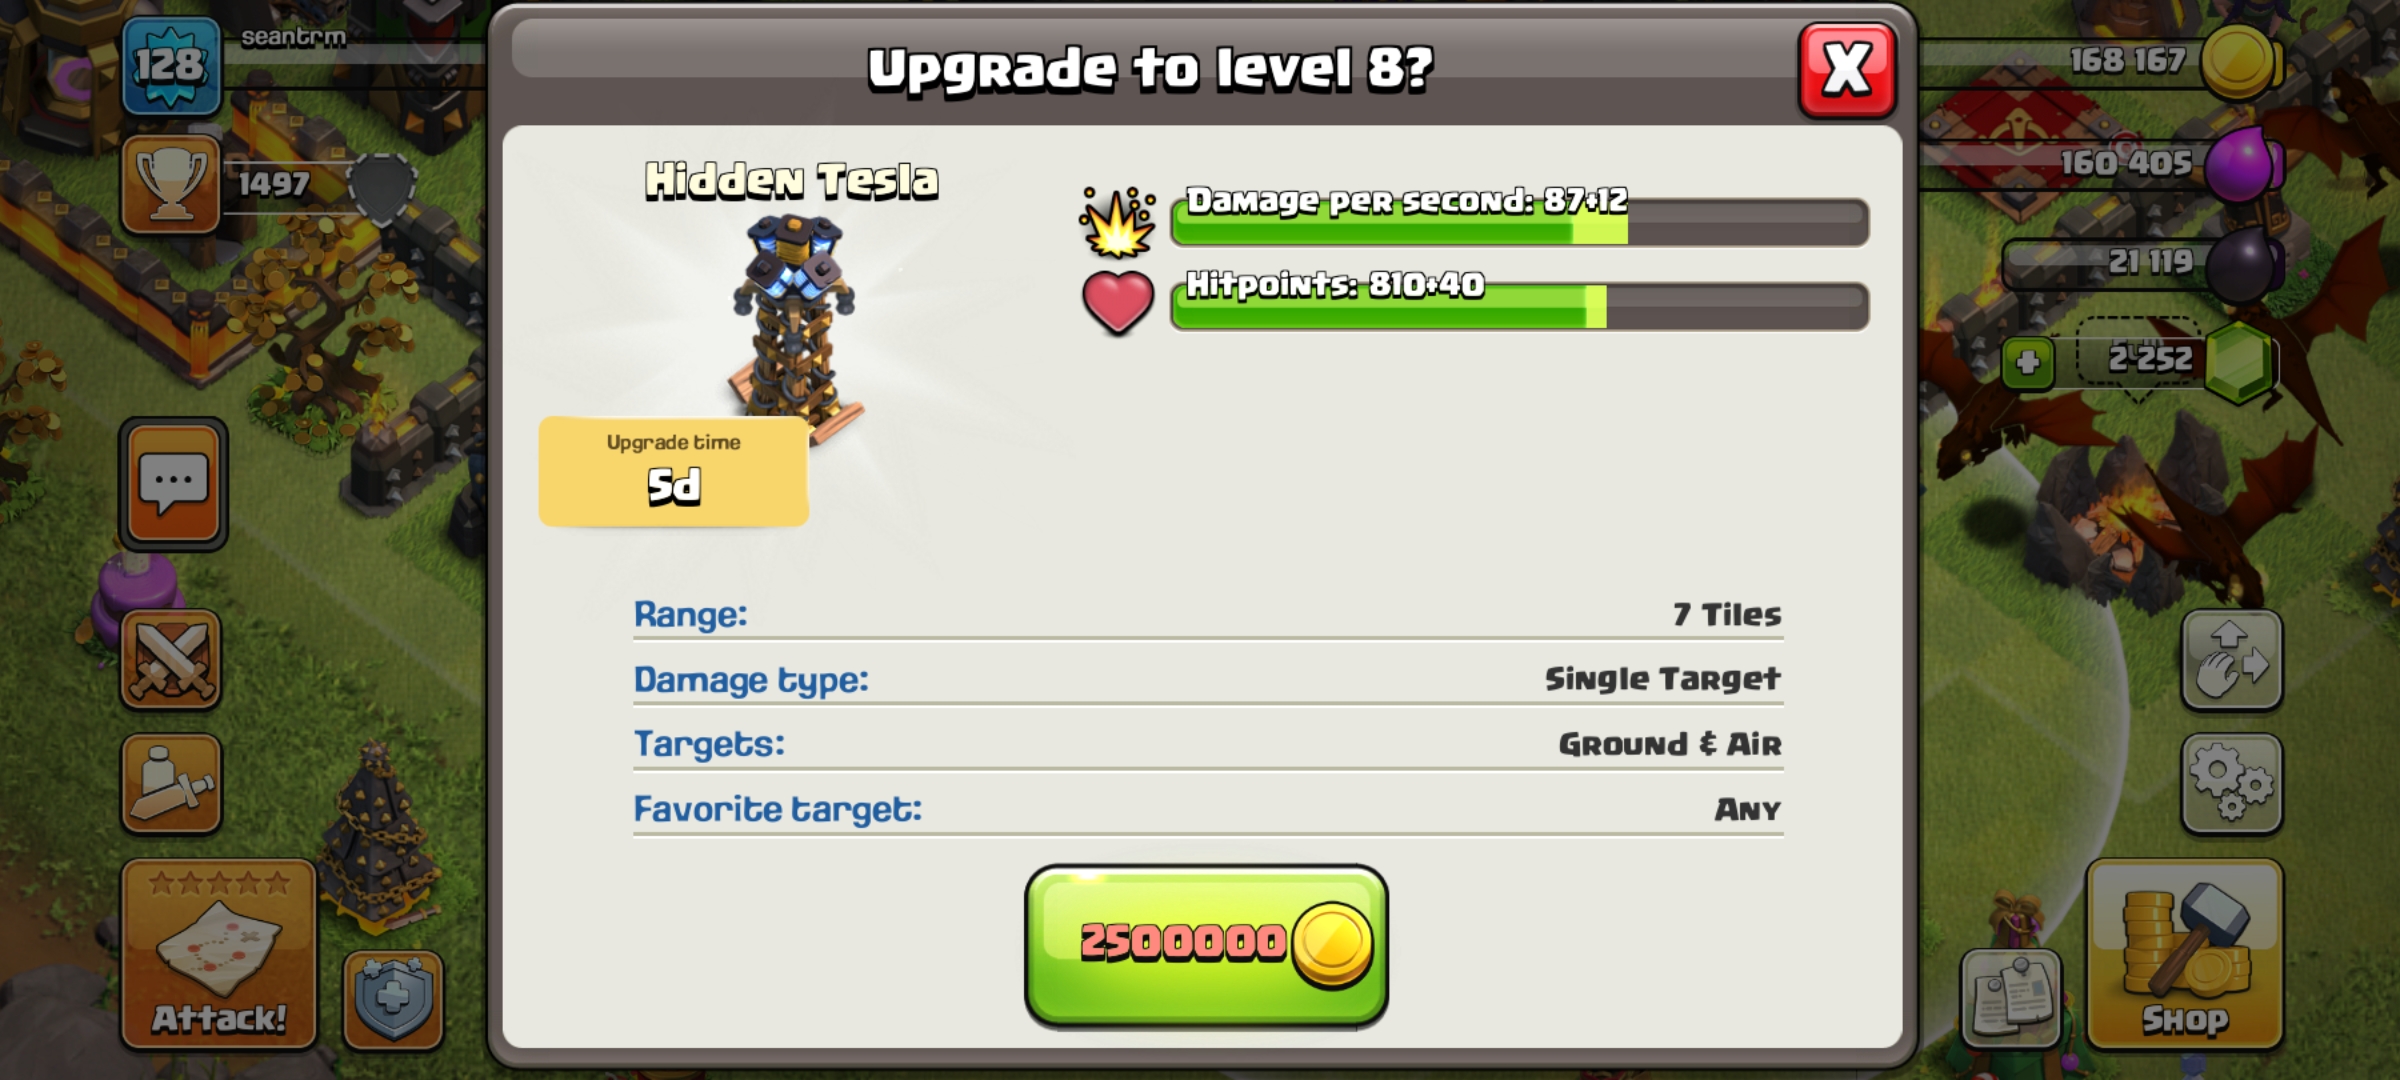 128
seantrm
1497
Upgrade to level 8?
X
168 167
160 405
21 119
2 252
Hidden Tesla
Damage per second: 87+12
Hitpoints: 810+40
Upgrade time
5d
Range: 7 Tiles
Damage type: Single Target
Targets: Ground & Air
Favorite target: Any
2500000
Attack!
Shop